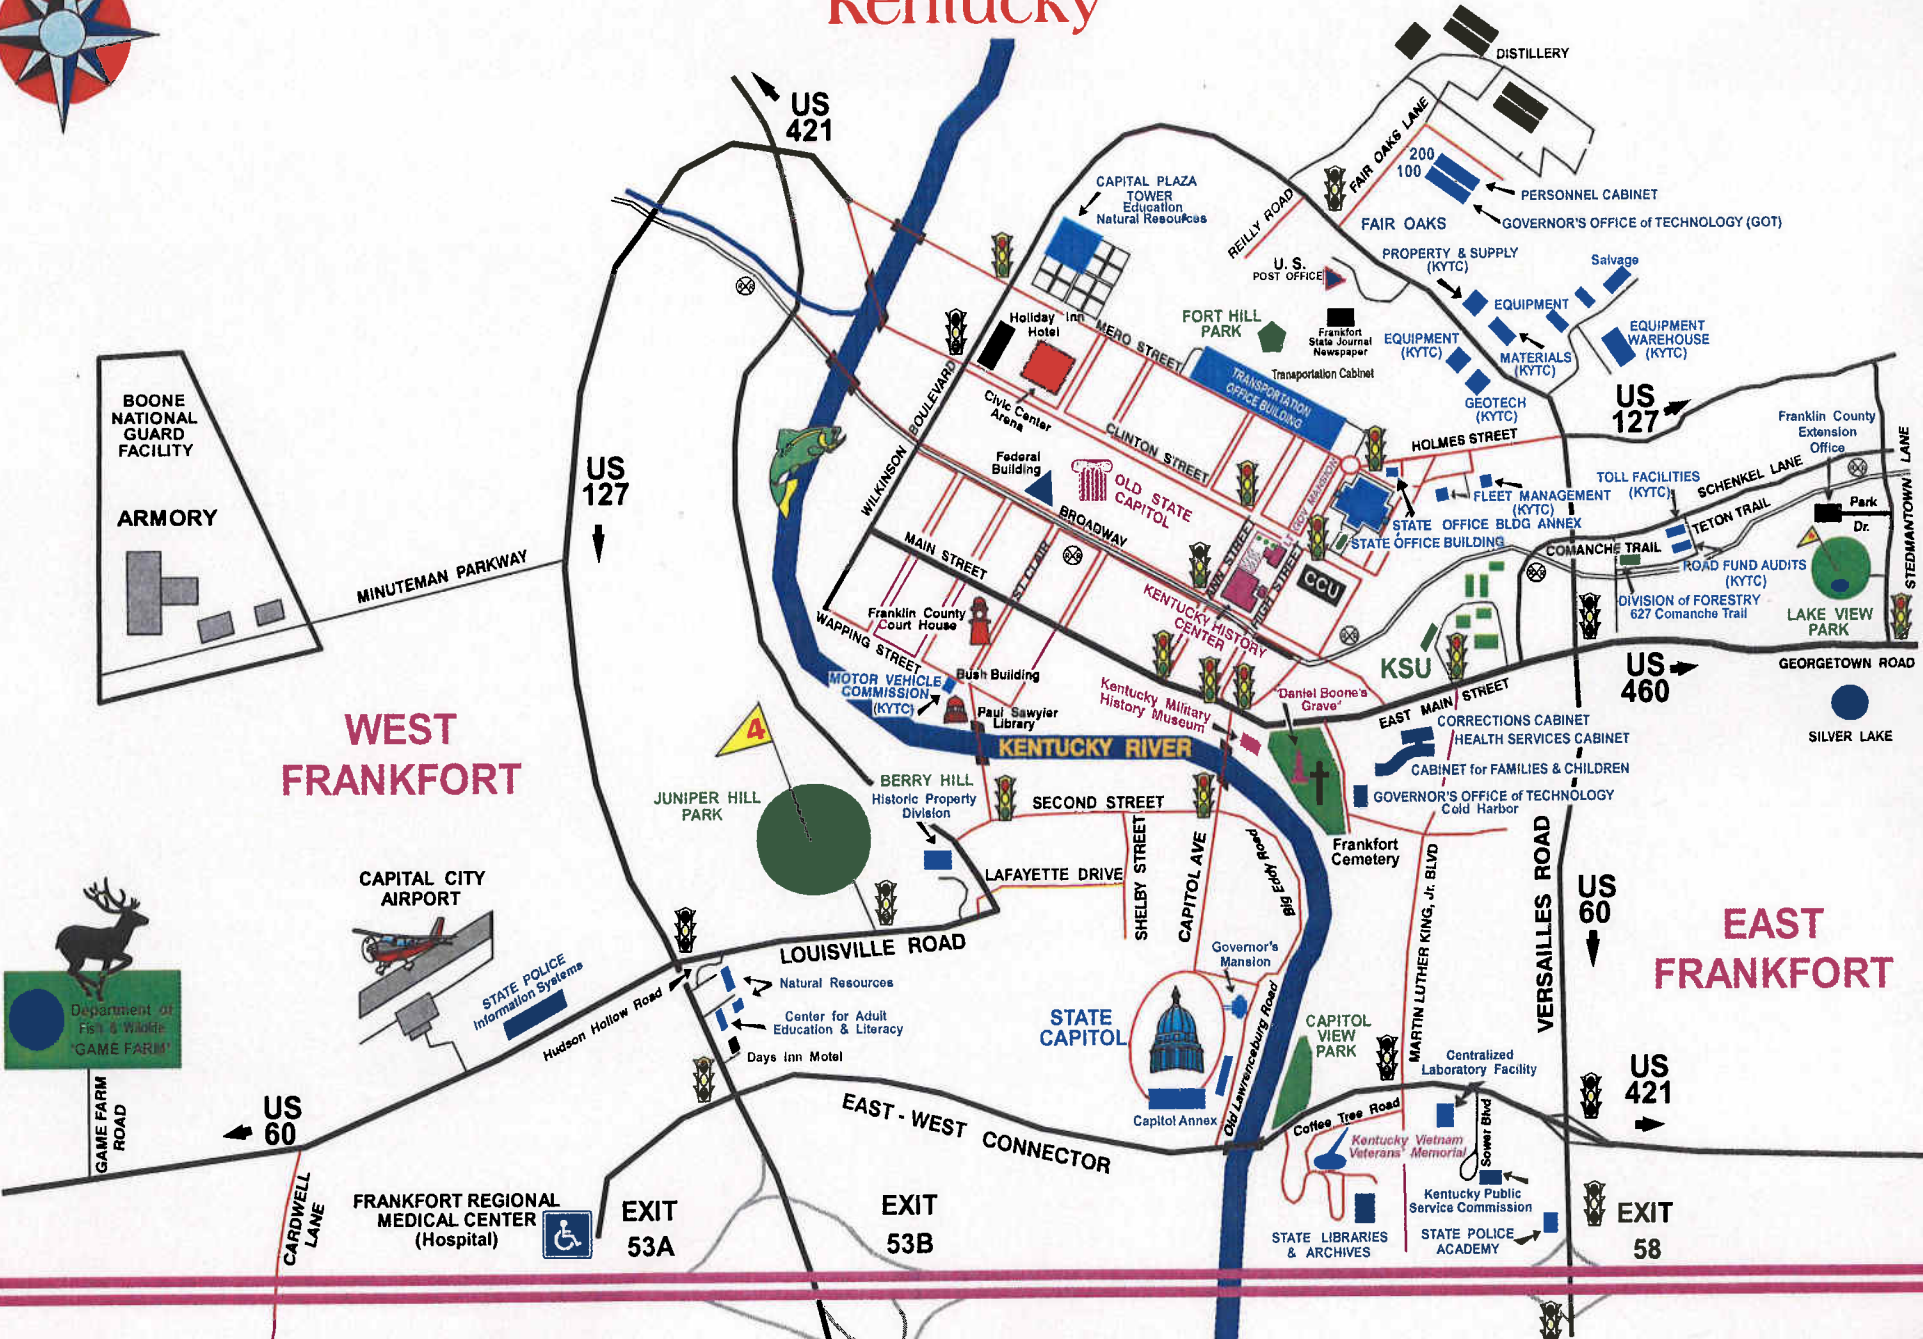 Kentucky
US
421
DISTILLERY
FAIR OAKS LANE
200
100
PERSONNEL CABINET
GOVERNOR'S OFFICE of TECHNOLOGY (GOT)
FAIR OAKS
REILLY ROAD
CAPITAL PLAZA
TOWER
Education
Natural Resources
PROPERTY & SUPPLY
(KYTC)
Salvage
U. S.
POST OFFICE
EQUIPMENT
FORT HILL
PARK
Frankfort
State Journal
Newspaper
EQUIPMENT
(KYTC)
EQUIPMENT
WAREHOUSE
(KYTC)
MATERIALS
(KYTC)
Transportation Cabinet
GEOTECH
(KYTC)
Holiday Inn
Hotel
MERO STREET
TRANSPORTATION
OFFICE BUILDING
Civic Center
Arena
WILKINSON BOULEVARD
US
127
Franklin County
Extension
Office
BOONE
NATIONAL
GUARD
FACILITY
ARMORY
US
127
MINUTEMAN PARKWAY
CLINTON STREET
HOLMES STREET
Federal
Building
OLD STATE
CAPITOL
BROADWAY
LT GOV MANSION
TOLL FACILITIES
(KYTC)
SCHENKEL LANE
FLEET MANAGEMENT
(KYTC)
TETON TRAIL
Park
Dr.
STEDMANTOWN LANE
STATE OFFICE BLDG ANNEX
STATE OFFICE BUILDING
COMANCHE TRAIL
ROAD FUND AUDITS
(KYTC)
DIVISION of FORESTRY
627 Comanche Trail
LAKE VIEW
PARK
MAIN STREET
ST CLAIR
ANN STREET
HIGH STREET
CCU
KENTUCKY HISTORY
CENTER
Franklin County
Court House
WAPPING STREET
KSU
US
460
GEORGETOWN ROAD
MOTOR VEHICLE
COMMISSION
(KYTC)
Bush Building
Paul Sawyier
Library
Kentucky Military
History Museum
"Daniel Boone's
Grave"
EAST MAIN STREET
SILVER LAKE
CORRECTIONS CABINET
HEALTH SERVICES CABINET
CABINET for FAMILIES & CHILDREN
GOVERNOR'S OFFICE of TECHNOLOGY
Cold Harbor
WEST
FRANKFORT
4
KENTUCKY RIVER
JUNIPER HILL
PARK
BERRY HILL
Historic Property
Division
SECOND STREET
SHELBY STREET
CAPITOL AVE
Big Eddy Road
Frankfort
Cemetery
LAFAYETTE DRIVE
MARTIN LUTHER KING, Jr. BLVD
VERSAILLES ROAD
US
60
EAST
FRANKFORT
CAPITAL CITY
AIRPORT
LOUISVILLE ROAD
Department of
Fish & Wildlife
"GAME FARM"
STATE POLICE
Information Systems
Hudson Hollow Road
Natural Resources
Center for Adult
Education & Literacy
Days Inn Motel
Governor's
Mansion
STATE
CAPITOL
Old Lawrenceburg Road
CAPITOL
VIEW
PARK
Capitol Annex
Centralized
Laboratory Facility
US
421
GAME FARM
ROAD
US
60
EAST - WEST CONNECTOR
Coffee Tree Road
Kentucky Vietnam
Veterans' Memorial
Sower Blvd
Kentucky Public
Service Commission
CARDWELL
LANE
FRANKFORT REGIONAL
MEDICAL CENTER
(Hospital)
EXIT
53A
EXIT
53B
STATE LIBRARIES
& ARCHIVES
STATE POLICE
ACADEMY
EXIT
58